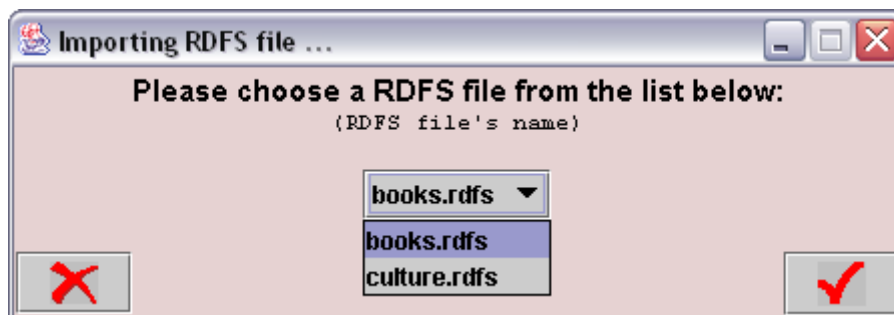 Importing RDFS file ...
Please choose a RDFS file from the list below:
(RDFS file's name)
books.rdfs
books.rdfs
culture.rdfs